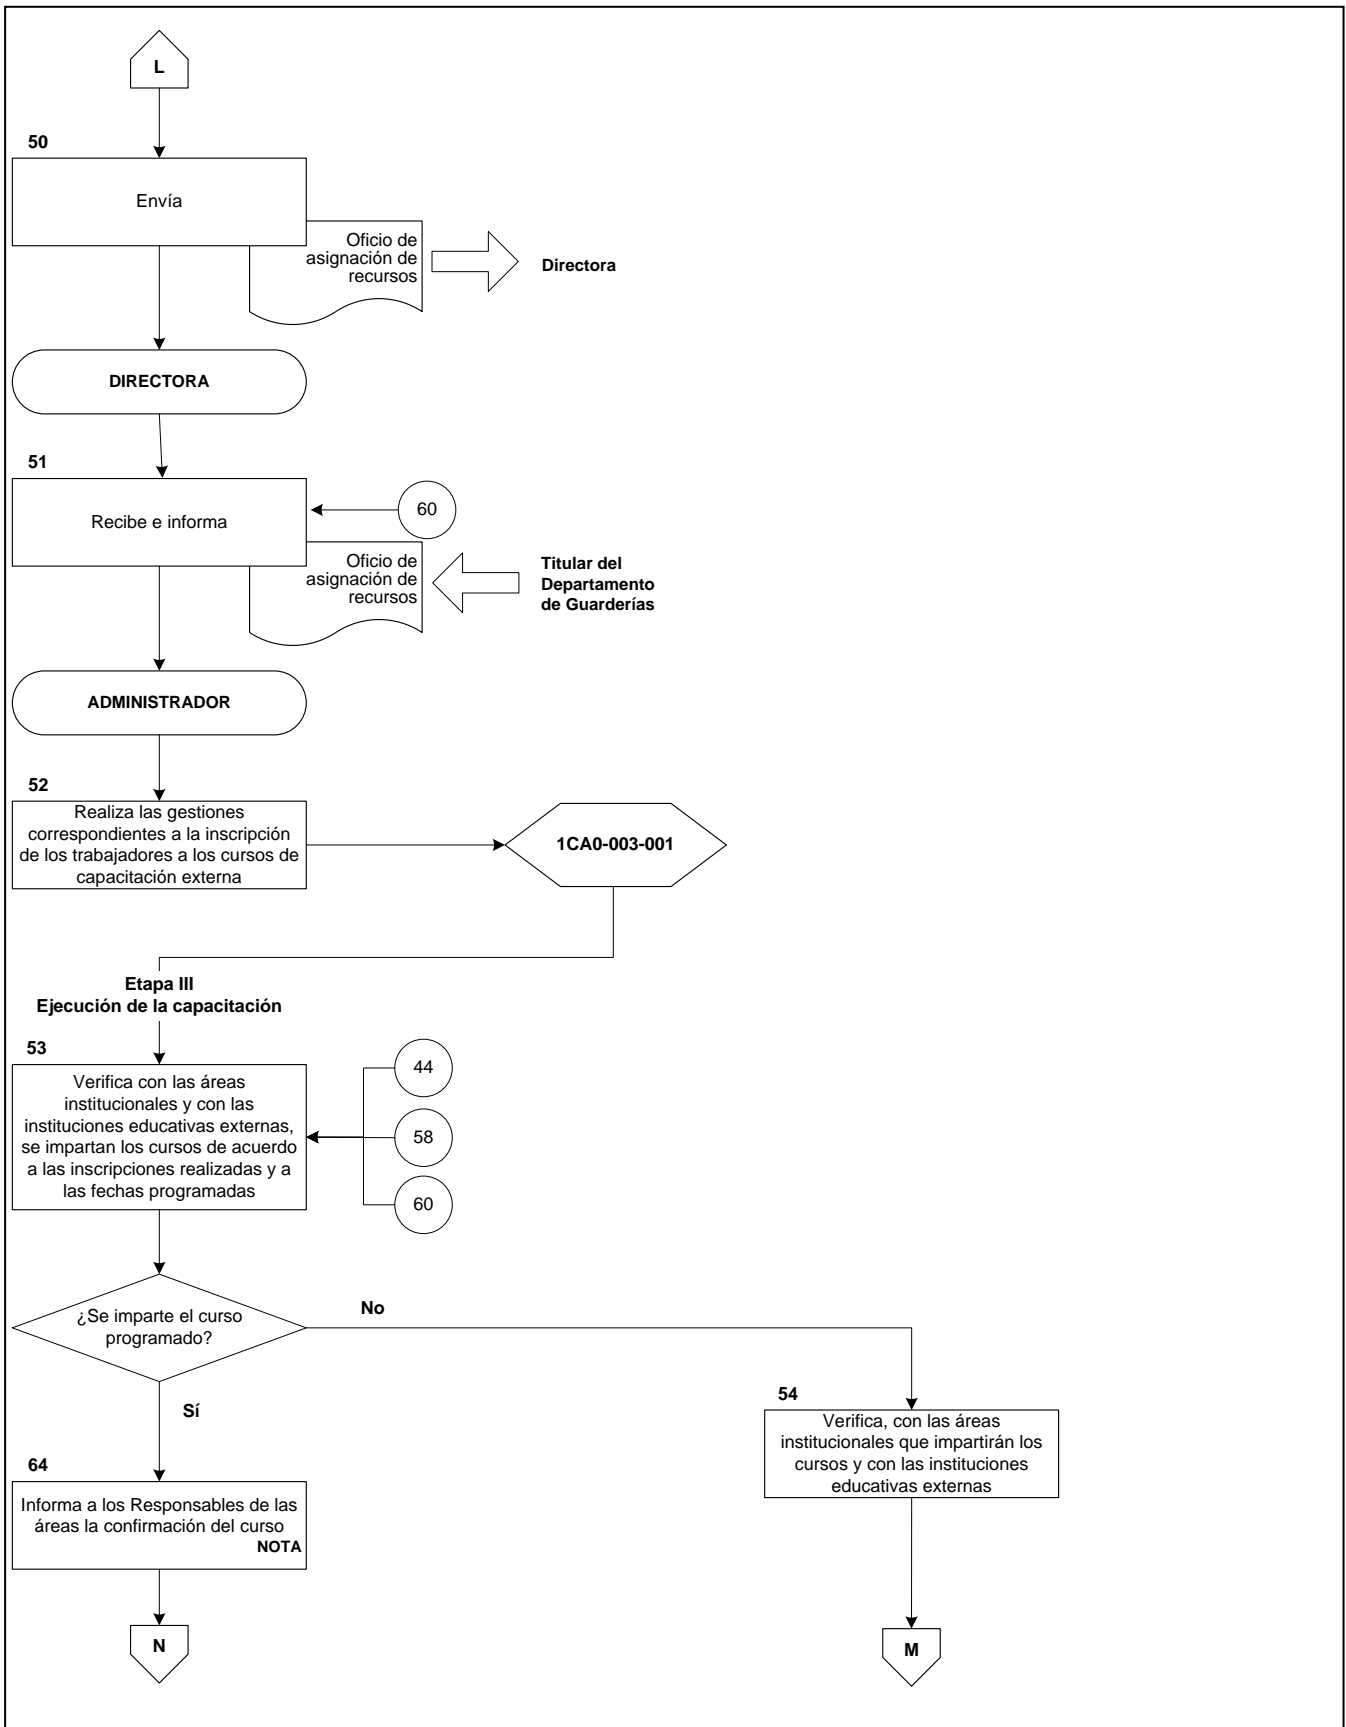 L
50
Envía
Oficio de
asignación de
recursos
Directora
DIRECTORA
51
Recibe e informa
60
Oficio de
asignación de
recursos
Titular del
Departamento
de Guarderías
ADMINISTRADOR
52
Realiza las gestiones
correspondientes a la inscripción
de los trabajadores a los cursos de
capacitación externa
1CA0-003-001
Etapa III
Ejecución de la capacitación
53
Verifica con las áreas
institucionales y con las
instituciones educativas externas,
se impartan los cursos de acuerdo
a las inscripciones realizadas y a
las fechas programadas
44
58
60
¿Se imparte el curso
programado?
No
Sí
54
Verifica, con las áreas
institucionales que impartirán los
cursos y con las instituciones
educativas externas
64
Informa a los Responsables de las
áreas la confirmación del curso
NOTA
N
M